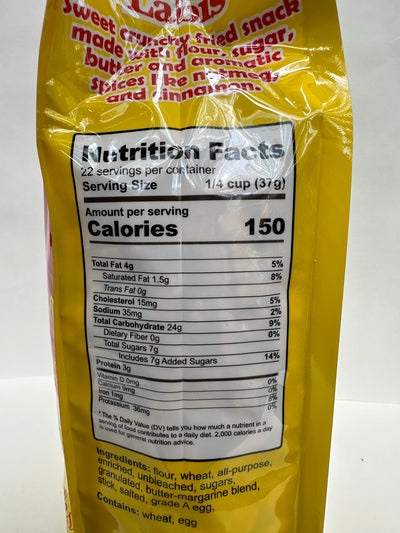 Labis
Sweet crunchy fried snack
made with flour, sugar,
butter and aromatic
spices like nutmeg,
and cinnamon.
Nutrition Facts
22 servings per container
Serving Size 1/4 cup (37g)
Amount per serving
Calories 150
Total Fat 4g 5%
Saturated Fat 1.5g 8%
Trans Fat 0g
Cholesterol 15mg 5%
Sodium 35mg 2%
Total Carbohydrate 24g 9%
Dietary Fiber 0g 0%
Total Sugars 7g
Includes 7g Added Sugars 14%
Protein 3g
Vitamin D 0mg 0%
Calcium 9mg 0%
Iron 1mg 8%
Potassium 36mg 0%
* The % Daily Value (DV) tells you how much a nutrient in a
serving of food contributes to a daily diet. 2,000 calories a day
is used for general nutrition advice.
Ingredients: flour, wheat, all-purpose,
enriched, unbleached, sugars,
granulated, butter-margarine blend,
stick, salted, grade A egg,
Contains: wheat, egg